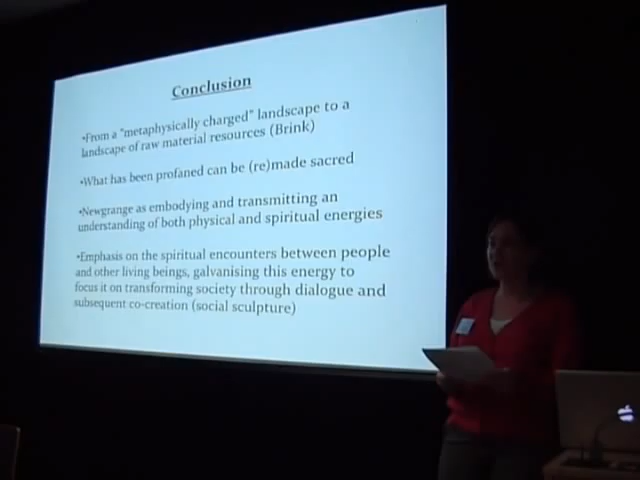 Conclusion
•From a "metaphysically charged" landscape to a
landscape of raw material resources (Brink)
•What has been profaned can be (re)made sacred
•Newgrange as embodying and transmitting an
understanding of both physical and spiritual energies
•Emphasis on the spiritual encounters between people
and other living beings, galvanising this energy to
focus it on transforming society through dialogue and
subsequent co-creation (social sculpture)